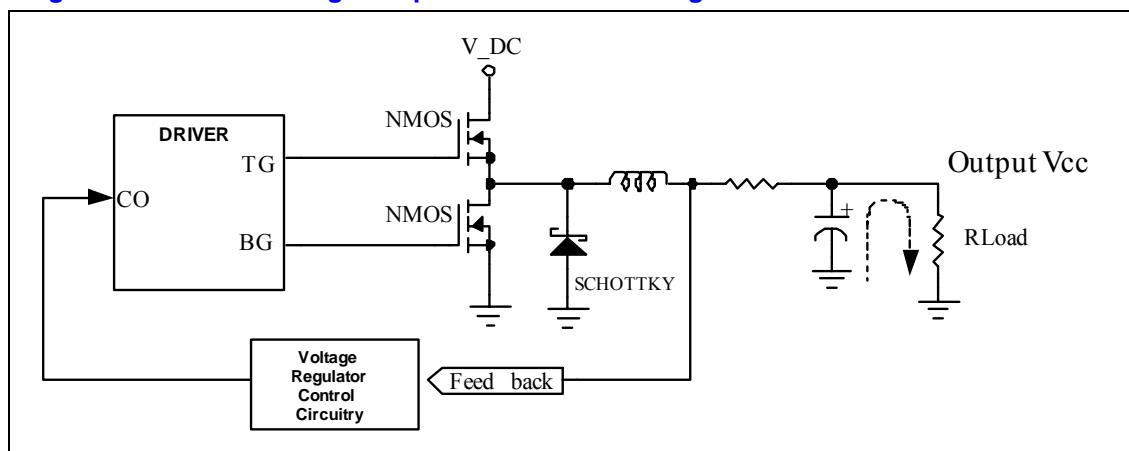 V_DC
NMOS
DRIVER
TG
CO
BG
NMOS
SCHOTTKY
Output Vcc
+
RLoad
Voltage
Regulator
Control
Circuitry
Feed back